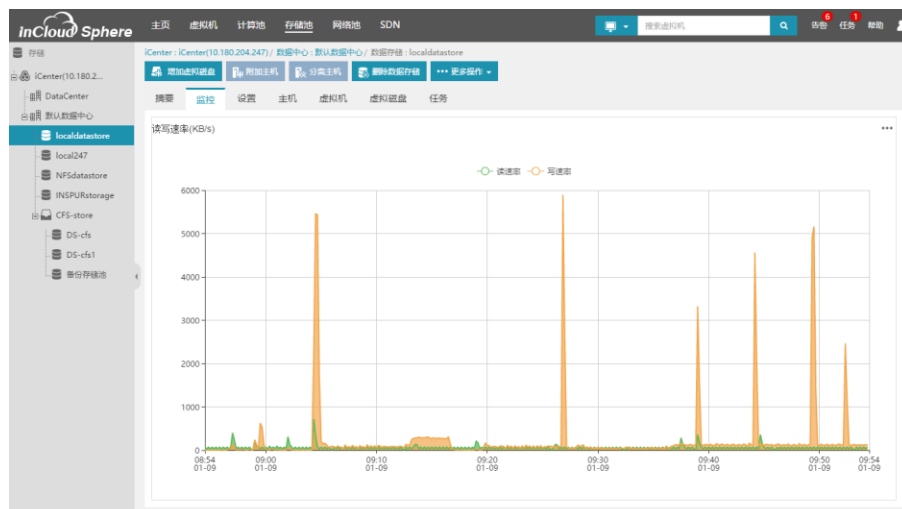 inCloud Sphere
主页 虚拟机 计算池 存储池 网络池 SDN
搜索虚拟机
告警 6 任务 1 帮助
存储
iCenter(10.180.2...
DataCenter
默认数据中心
localdatastore
local247
NFSdatastore
INSPURstorage
CFS-store
DS-cfs
DS-cfs1
备份存储池
iCenter : iCenter(10.180.204.247) / 数据中心 : 默认数据中心 / 数据存储 : localdatastore
增加虚拟磁盘 附加主机 分离主机 删除数据存储 ••• 更多操作
摘要 监控 设置 主机 虚拟机 虚拟磁盘 任务
读写速率(KB/s)
•••
读速率 写速率
6000
5000
4000
3000
2000
1000
0
08:54 09:00 09:10 09:20 09:30 09:40 09:50 09:54
01-09 01-09 01-09 01-09 01-09 01-09 01-09 01-09